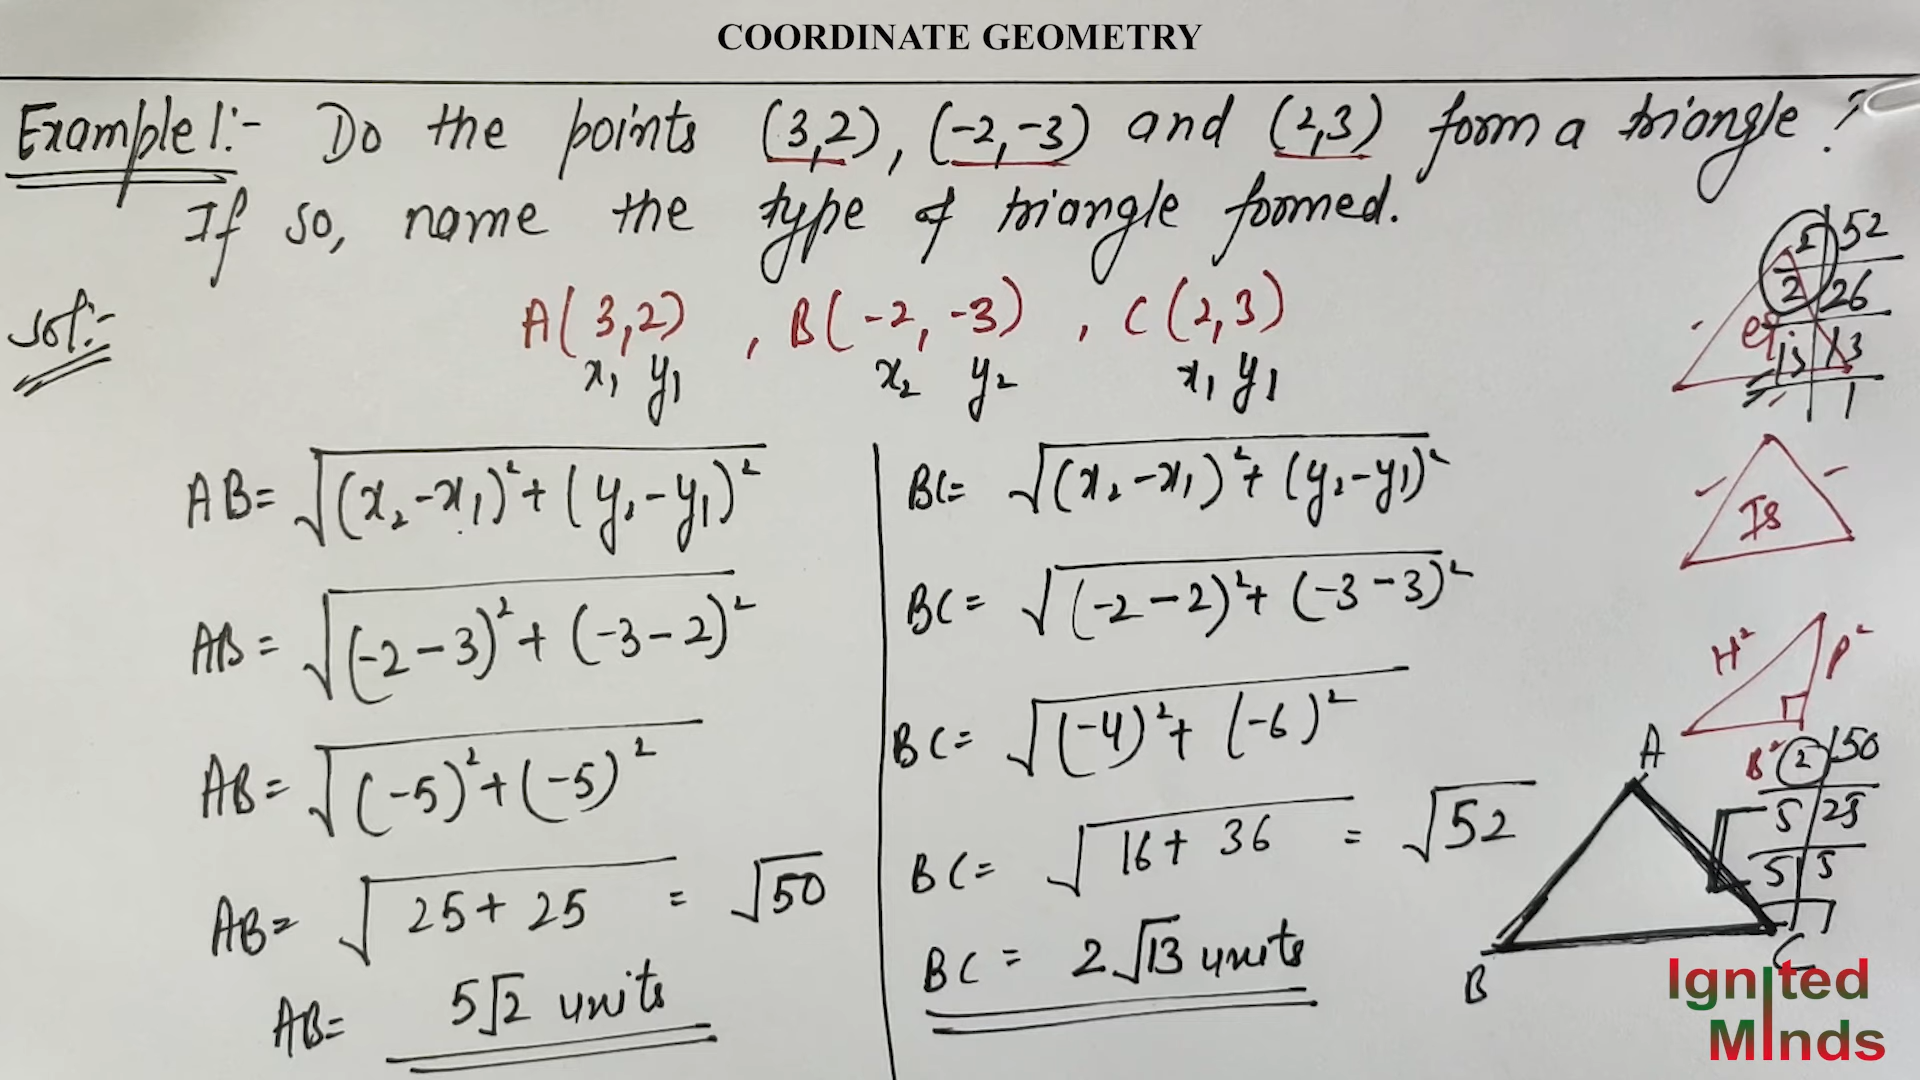 COORDINATE GEOMETRY
Example 1:- Do the points (3,2), (-2,-3) and (2,3) form a triangle?
If so, name the type of triangle formed.
Sol:-
A(3,2) , B(-2,-3) , C(2,3)
x₁ y₁ x₂ y₂ x₁ y₁
AB= √(x₂-x₁)²+(y₂-y₁)²
AB= √(-2-3)²+(-3-2)²
AB= √(-5)²+(-5)²
AB= √25+25 = √50
AB= 5√2 units
BC= √(x₂-x₁)²+(y₂-y₁)²
BC= √(-2-2)²+(-3-3)²
BC= √(-4)²+(-6)²
BC= √16+36 = √52
BC= 2√13 units
2 52
2 26
13 13
1
eq.
Is
H² P²
B²
2 50
5 25
5 5
A
B C
Ignited
Minds